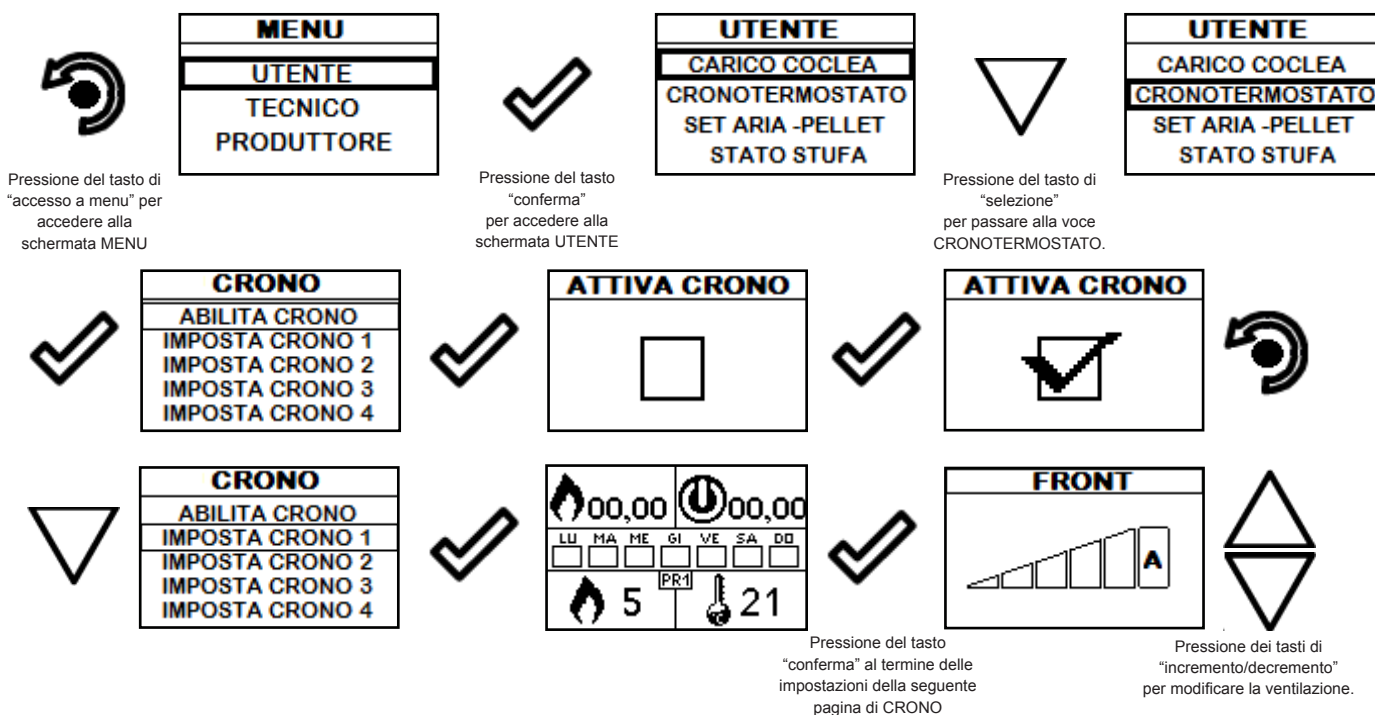 MENU
UTENTE
TECNICO
PRODUTTORE
UTENTE
CARICO COCLEA
CRONOTERMOSTATO
SET ARIA -PELLET
STATO STUFA
UTENTE
CARICO COCLEA
CRONOTERMOSTATO
SET ARIA -PELLET
STATO STUFA
Pressione del tasto di
“accesso a menu” per
accedere alla
schermata MENU
Pressione del tasto
“conferma”
per accedere alla
schermata UTENTE
Pressione del tasto di
“selezione”
per passare alla voce
CRONOTERMOSTATO.
CRONO
ABILITA CRONO
IMPOSTA CRONO 1
IMPOSTA CRONO 2
IMPOSTA CRONO 3
IMPOSTA CRONO 4
ATTIVA CRONO
ATTIVA CRONO
CRONO
ABILITA CRONO
IMPOSTA CRONO 1
IMPOSTA CRONO 2
IMPOSTA CRONO 3
IMPOSTA CRONO 4
00,00 00,00
LU MA ME GI VE SA DO
PR1
5 21
FRONT
A
Pressione del tasto
“conferma” al termine delle
impostazioni della seguente
pagina di CRONO
Pressione dei tasti di
“incremento/decremento”
per modificare la ventilazione.